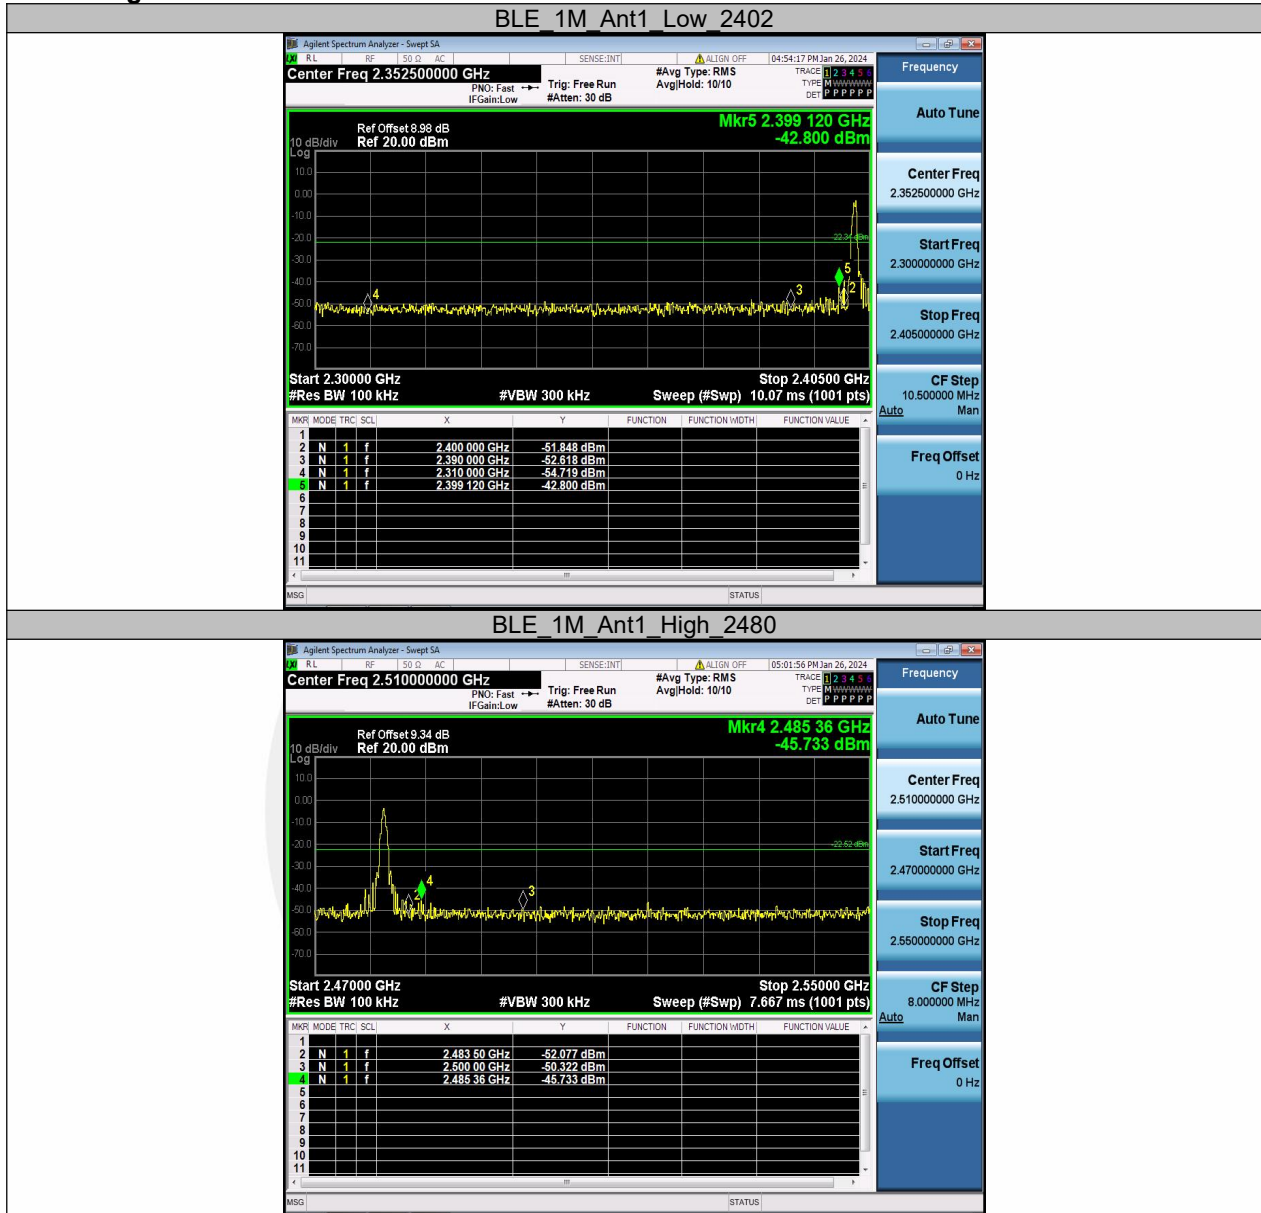 BLE_1M_Ant1_Low_2402
Agilent Spectrum Analyzer - Swept SA
RL RF 50 Ω AC SENSE:INT ALIGN OFF 04:54:17 PM Jan 26, 2024
Center Freq 2.352500000 GHz
PNO: Fast
IFGain:Low
Trig: Free Run
#Atten: 30 dB
#Avg Type: RMS
Avg|Hold: 10/10
TRACE 1 2 3 4 5 6
TYPE M WWWWW
DET P P P P P P
Frequency
Auto Tune
Center Freq
2.352500000 GHz
Start Freq
2.300000000 GHz
Stop Freq
2.405000000 GHz
CF Step
10.500000 MHz
Auto Man
Freq Offset
0 Hz
Mkr5 2.399 120 GHz
-42.800 dBm
Ref Offset 8.98 dB
10 dB/div Ref 20.00 dBm
Log
10.0
0.00
-10.0
-20.0
-30.0
-40.0
-50.0
-60.0
-70.0
4
3
5
2
Start 2.30000 GHz Stop 2.40500 GHz
#Res BW 100 kHz #VBW 300 kHz Sweep (#Swp) 10.07 ms (1001 pts)
MKR MODE TRC SCL X Y FUNCTION FUNCTION WIDTH FUNCTION VALUE
1
2 N 1 f 2.400 000 GHz -51.848 dBm
3 N 1 f 2.390 000 GHz -52.618 dBm
4 N 1 f 2.310 000 GHz -54.719 dBm
5 N 1 f 2.399 120 GHz -42.800 dBm
6
7
8
9
10
11
MSG STATUS
BLE_1M_Ant1_High_2480
Agilent Spectrum Analyzer - Swept SA
RL RF 50 Ω AC SENSE:INT ALIGN OFF 05:01:56 PM Jan 26, 2024
Center Freq 2.510000000 GHz
PNO: Fast
IFGain:Low
Trig: Free Run
#Atten: 30 dB
#Avg Type: RMS
Avg|Hold: 10/10
TRACE 1 2 3 4 5 6
TYPE M WWWWW
DET P P P P P P
Frequency
Auto Tune
Center Freq
2.510000000 GHz
Start Freq
2.470000000 GHz
Stop Freq
2.550000000 GHz
CF Step
8.000000 MHz
Auto Man
Freq Offset
0 Hz
Mkr4 2.485 36 GHz
-45.733 dBm
Ref Offset 9.34 dB
10 dB/div Ref 20.00 dBm
Log
10.0
0.00
-10.0
-20.0
-22.52 dBm
-30.0
-40.0
-50.0
-60.0
-70.0
2
4
3
Start 2.47000 GHz Stop 2.55000 GHz
#Res BW 100 kHz #VBW 300 kHz Sweep (#Swp) 7.667 ms (1001 pts)
MKR MODE TRC SCL X Y FUNCTION FUNCTION WIDTH FUNCTION VALUE
1
2 N 1 f 2.483 50 GHz -52.077 dBm
3 N 1 f 2.500 00 GHz -50.322 dBm
4 N 1 f 2.485 36 GHz -45.733 dBm
5
6
7
8
9
10
11
MSG STATUS